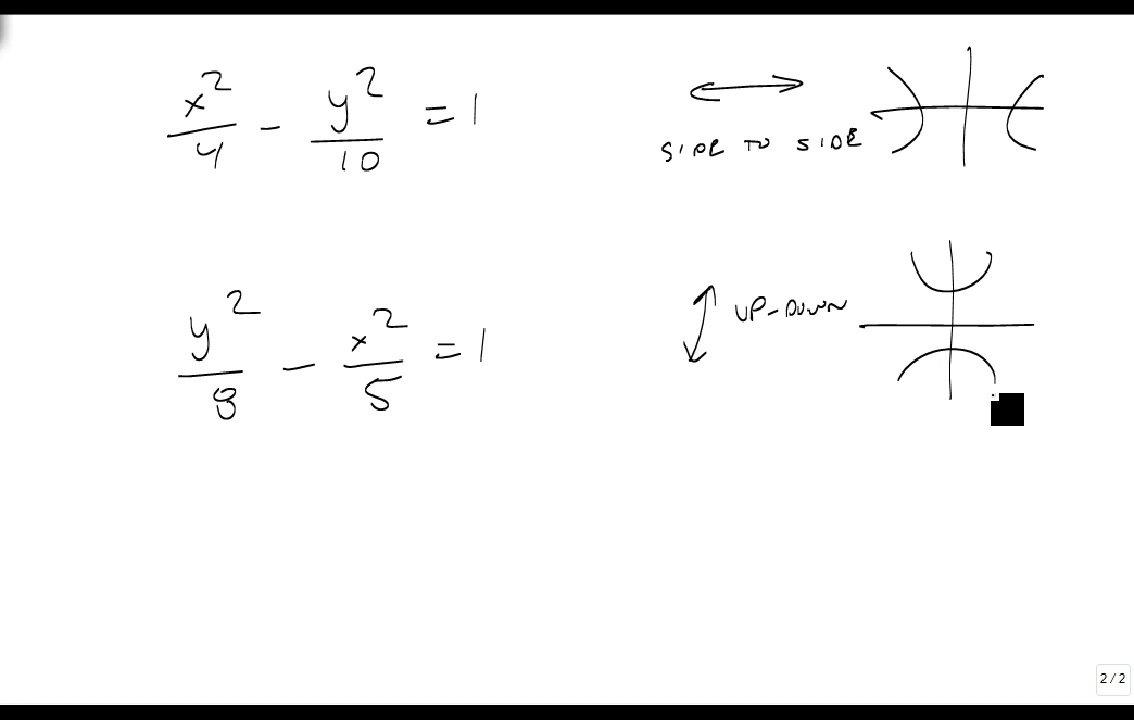 x²/4 - y²/10 = 1
SIDE TO SIDE
y²/8 - x²/5 = 1
UP-DOWN
2/2